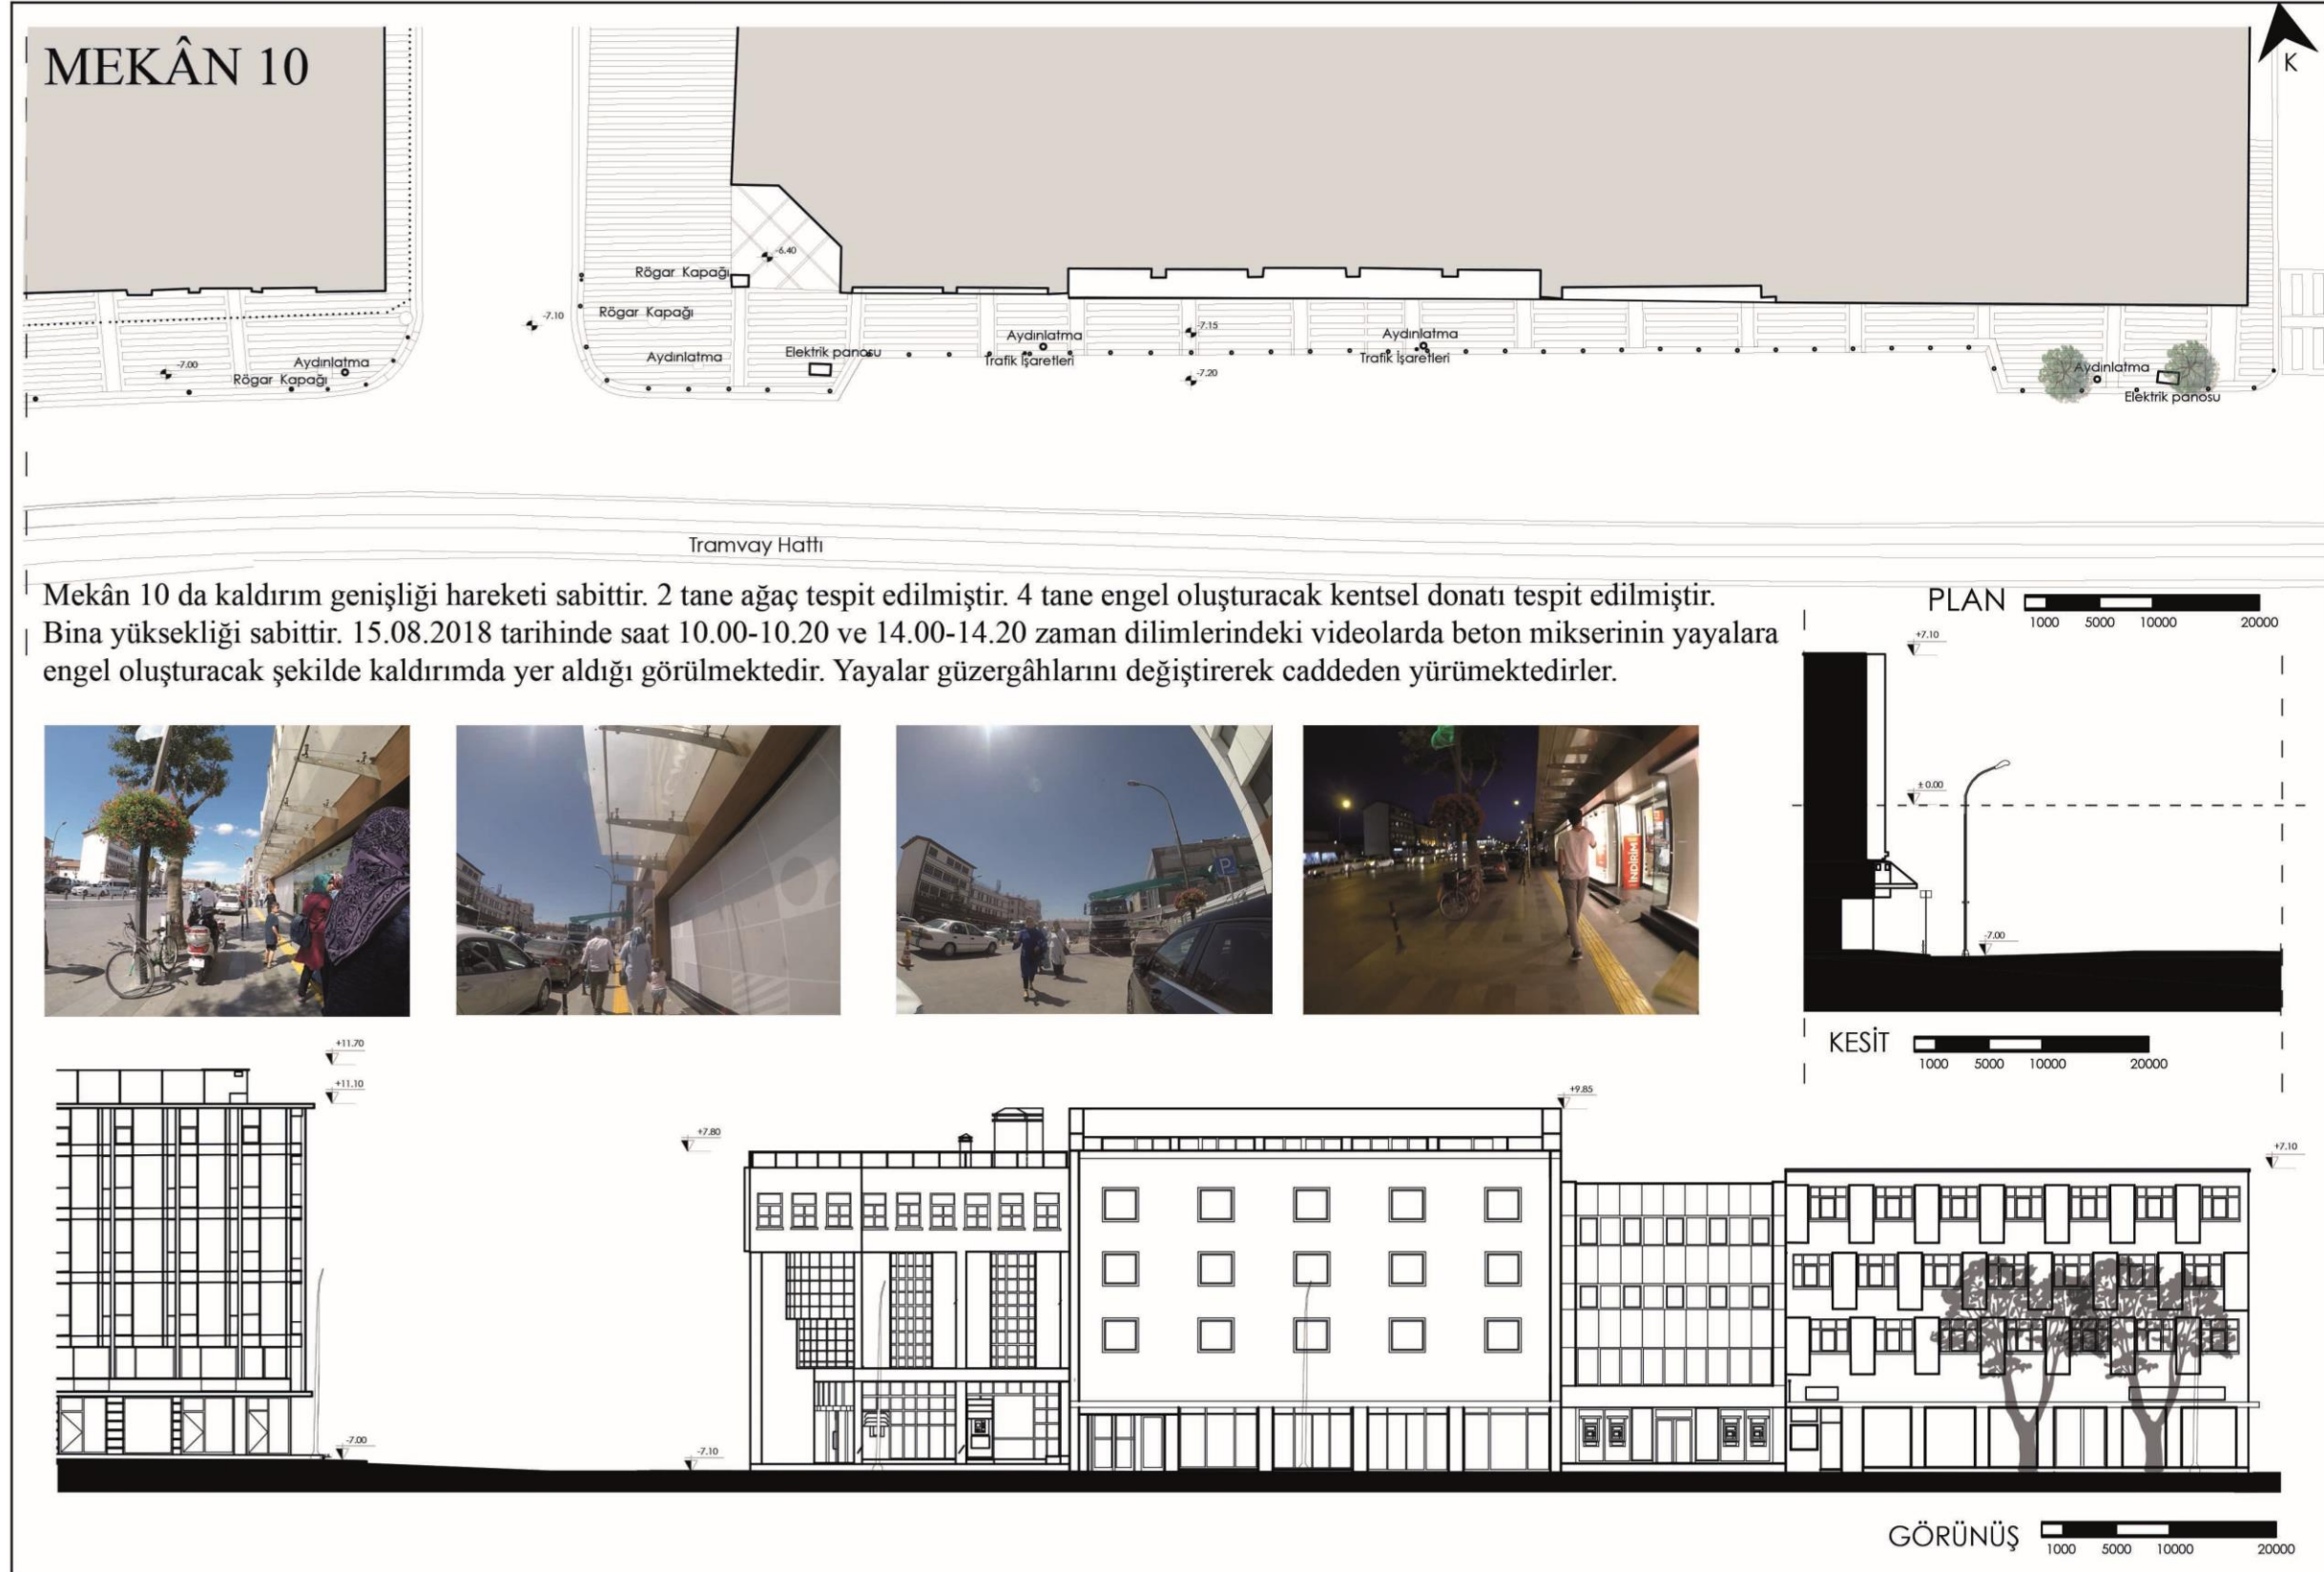 MEKÂN 10
K
-6.40
Rögar Kapağı
Rögar Kapağı
-7.10
-7.15
Aydınlatma
Aydınlatma
Aydınlatma
Elektrik panosu
Trafik İşaretleri
Trafik İşaretleri
-7.00
Aydınlatma
Rögar Kapağı
-7.20
Aydınlatma
Elektrik panosu
Tramvay Hattı
Mekân 10 da kaldırım genişliği hareketi sabittir. 2 tane ağaç tespit edilmiştir. 4 tane engel oluşturacak kentsel donatı tespit edilmiştir.
Bina yüksekliği sabittir. 15.08.2018 tarihinde saat 10.00-10.20 ve 14.00-14.20 zaman dilimlerindeki videolarda beton mikserinin yayalara
engel oluşturacak şekilde kaldırımda yer aldığı görülmektedir. Yayalar güzergâhlarını değiştirerek caddeden yürümektedirler.
PLAN
1000 5000 10000 20000
+7.10
± 0.00
-7.00
P
İNDİRİM
KESİT
1000 5000 10000 20000
+11.70
+11.10
+7.80
+9.85
+7.10
-7.00
-7.10
GÖRÜNÜŞ
1000 5000 10000 20000